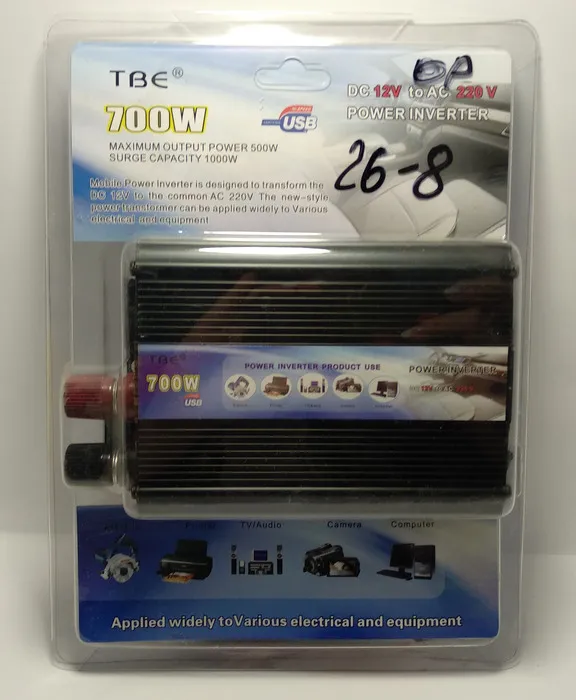 TBE®
OP
DC 12V to AC 220 V
700W
USB
POWER INVERTER
MAXIMUM OUTPUT POWER 500W
SURGE CAPACITY 1000W
26-8
Mobile Power Inverter is designed to transform the
DC 12V to the common AC 220V The new-style
power transformer can be applied widely to Various
electrical and equipment
TBE®
POWER INVERTER PRODUCT USE
POWER INVERTER
700W
USB
TV/Audio
Camera
Computer
Applied widely toVarious electrical and equipment